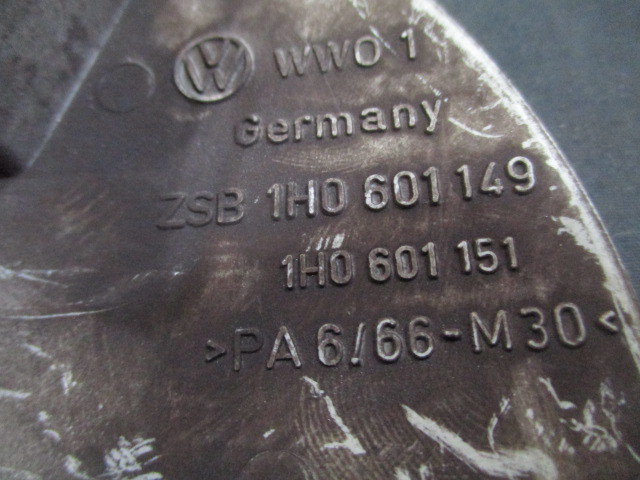 WWO 1
Germany
ZSB 1H0 601 149
1H0 601 151
>PA 6/66-M30<